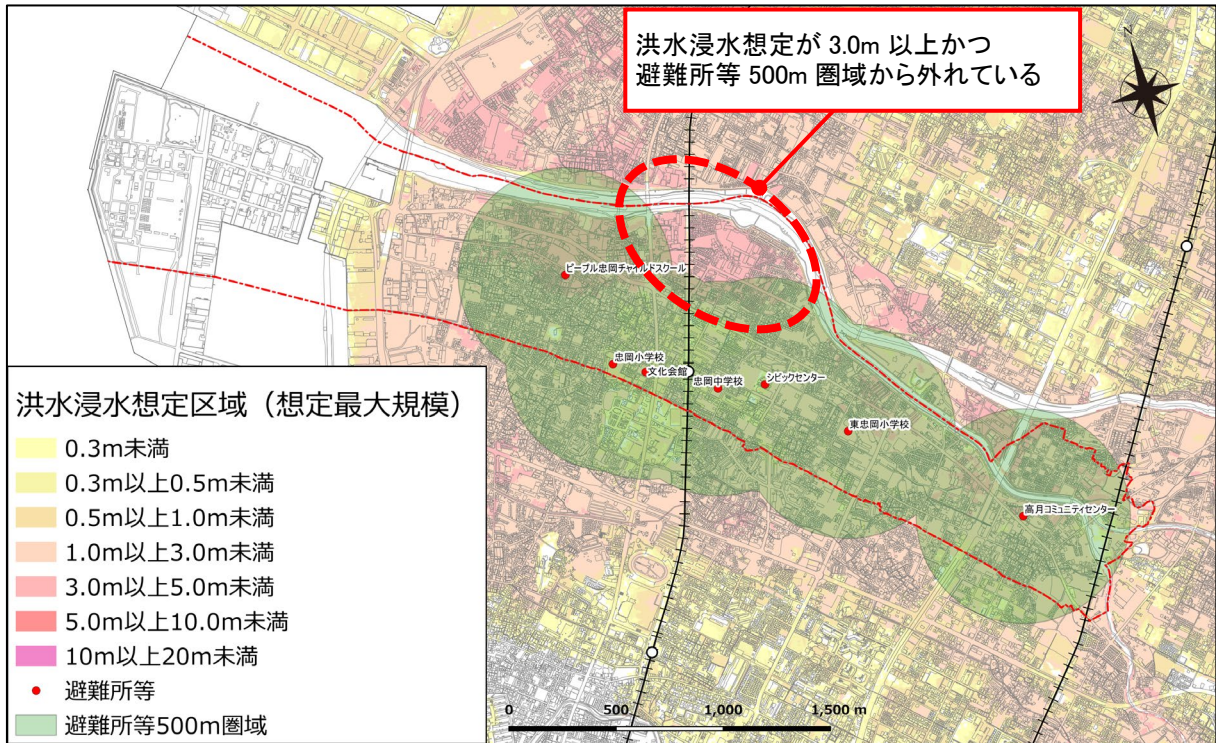 洪水浸水想定が 3.0m 以上かつ
避難所等 500m 圏域から外れている
N
ピープル忠岡チャイルドスクール
忠岡小学校
文化会館
忠岡中学校
シビックセンター
東忠岡小学校
高月コミュニティセンター
洪水浸水想定区域（想定最大規模）
0.3m未満
0.3m以上0.5m未満
0.5m以上1.0m未満
1.0m以上3.0m未満
3.0m以上5.0m未満
5.0m以上10.0m未満
10m以上20m未満
避難所等
避難所等500m圏域
0 500 1,000 1,500 m